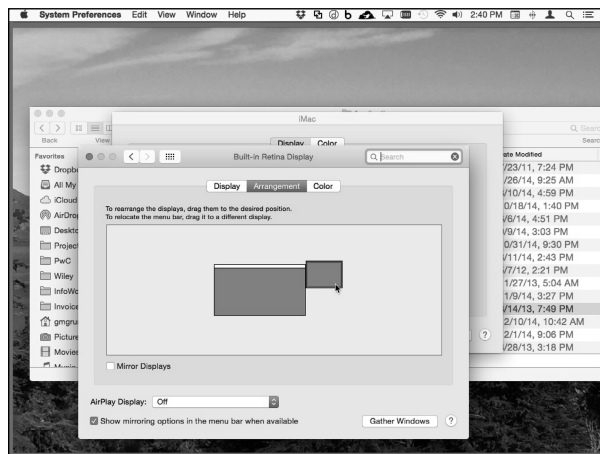 System Preferences Edit View Window Help 2:40 PM
iMac
Back View Search
Display Color
Favorites
Built-in Retina Display
Search
Date Modified
Dropb
All My
iCloud
AirDrop
Deskto
Project
PwC
Wiley
InfoWo
Invoice
gmgru
Picture
Movies
Display Arrangement Color
To rearrange the displays, drag them to the desired position.
To relocate the menu bar, drag it to a different display.
Mirror Displays
AirPlay Display: Off
Show mirroring options in the menu bar when available
Gather Windows ?
?
/23/11, 7:24 PM
/26/14, 9:25 AM
/10/14, 4:59 PM
0/18/14, 1:40 PM
/6/14, 4:51 PM
/9/14, 3:03 PM
0/31/14, 9:30 PM
/11/14, 2:43 PM
/7/12, 2:21 PM
1/27/13, 5:04 AM
1/9/14, 3:27 PM
/14/13, 7:49 PM
2/10/14, 10:42 AM
2/1/14, 9:06 PM
/28/13, 3:18 PM